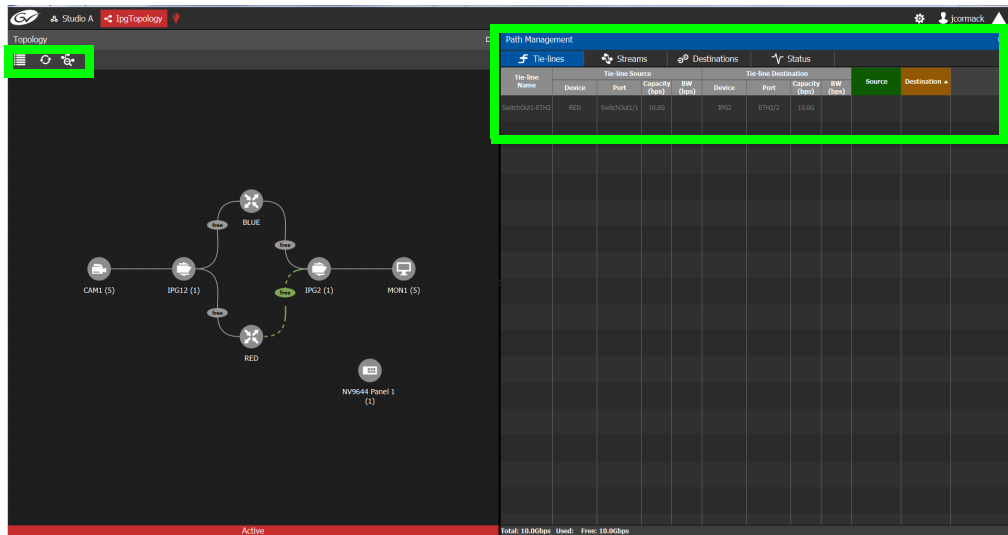 GV Studio A IpgTopology jcormack
Topology
Path Management
Tie-lines Streams Destinations Status
Tie-line Name Tie-line Source Tie-line Destination Source Destination
Device Port Capacity (bps) BW (bps) Device Port Capacity (bps) BW (bps)
SwitchOut1-ETH2 RED SwitchOut1/1 10.0G IPG2 ETH2/2 10.0G
free BLUE
free
CAM1 (5) IPG12 (1) free IPG2 (1) MON1 (5)
free
RED
NV9644 Panel 1
(1)
Active
Total: 10.0Gbps Used: Free: 10.0Gbps